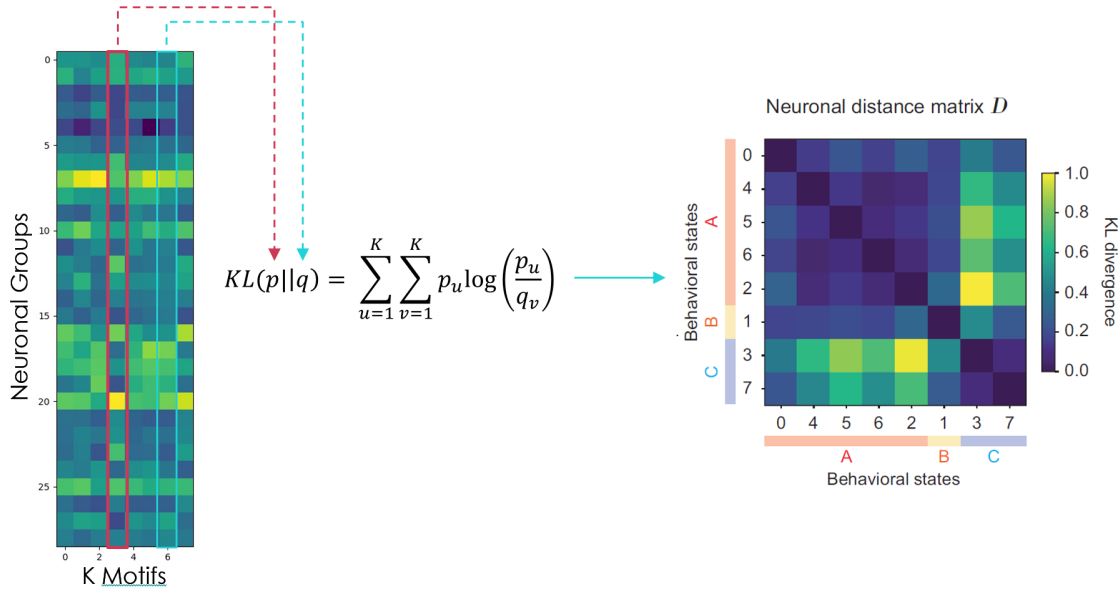 Neuronal Groups
0
5
10
15
20
25
0 2 4 6
K Motifs
KL(p||q) = ∑_{u=1}^{K} ∑_{v=1}^{K} p_u log(p_u/q_v)
Neuronal distance matrix D
Behavioral states
A
B
C
0
4
5
6
2
1
3
7
0 4 5 6 2 1 3 7
A B C
Behavioral states
1.0
0.8
0.6
0.4
0.2
0.0
KL divergence